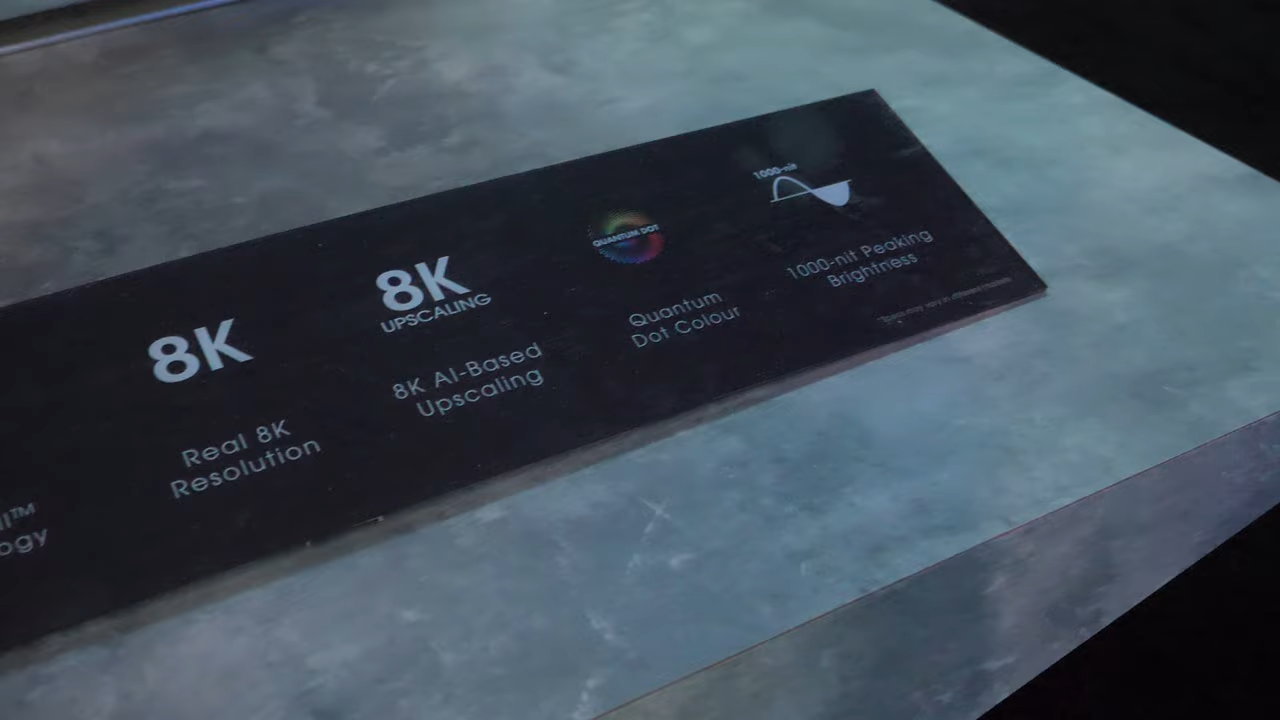 8K
Real 8K
Resolution
8K
UPSCALING
8K AI-Based
Upscaling
QUANTUM DOT
Quantum
Dot Colour
1000-nit
1000-nit Peaking
Brightness